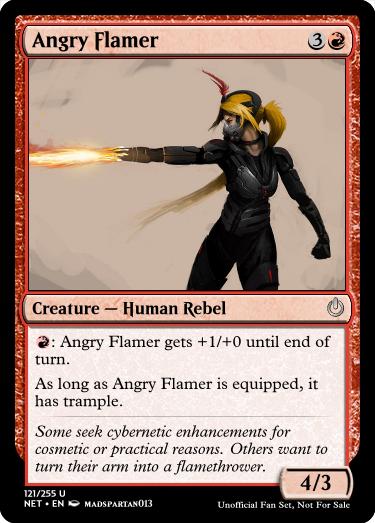 Angry Flamer 3
Creature — Human Rebel
: Angry Flamer gets +1/+0 until end of
turn.
As long as Angry Flamer is equipped, it
has trample.
Some seek cybernetic enhancements for
cosmetic or practical reasons. Others want to
turn their arm into a flamethrower.
4/3
121/255 U
NET • EN MADSPARTAN013
Unofficial Fan Set, Not For Sale